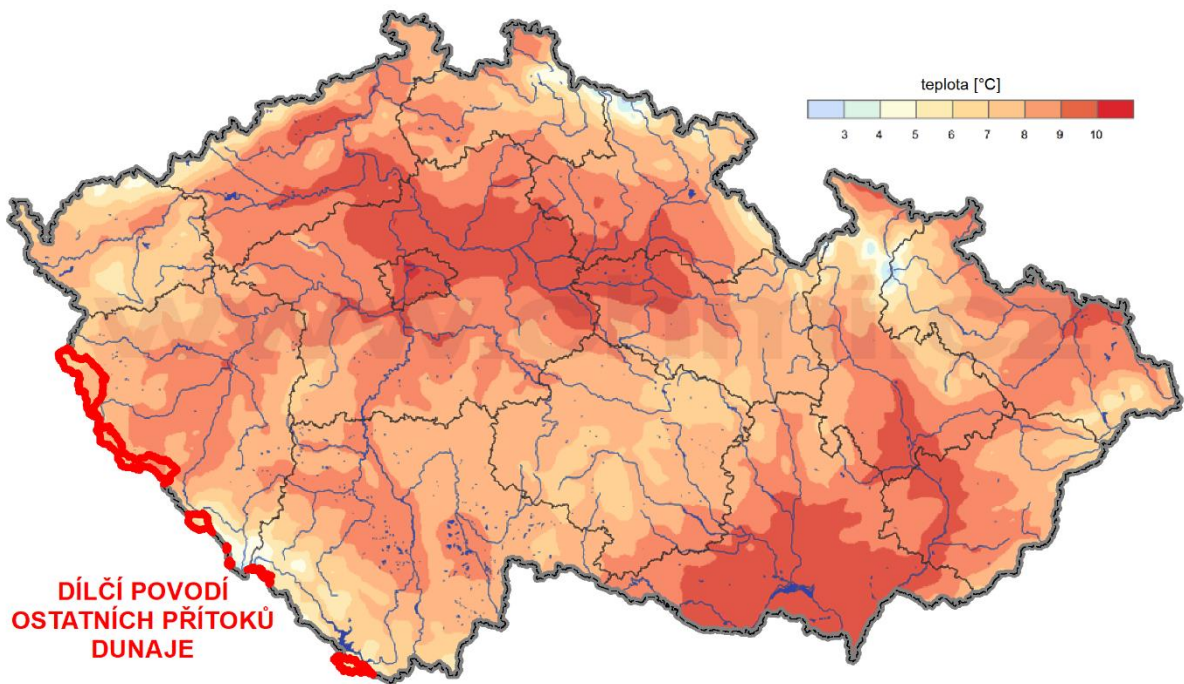 teplota [°C]
3 4 5 6 7 8 9 10
DÍLČÍ POVODÍ
OSTATNÍCH PŘÍTOKŮ
DUNAJE